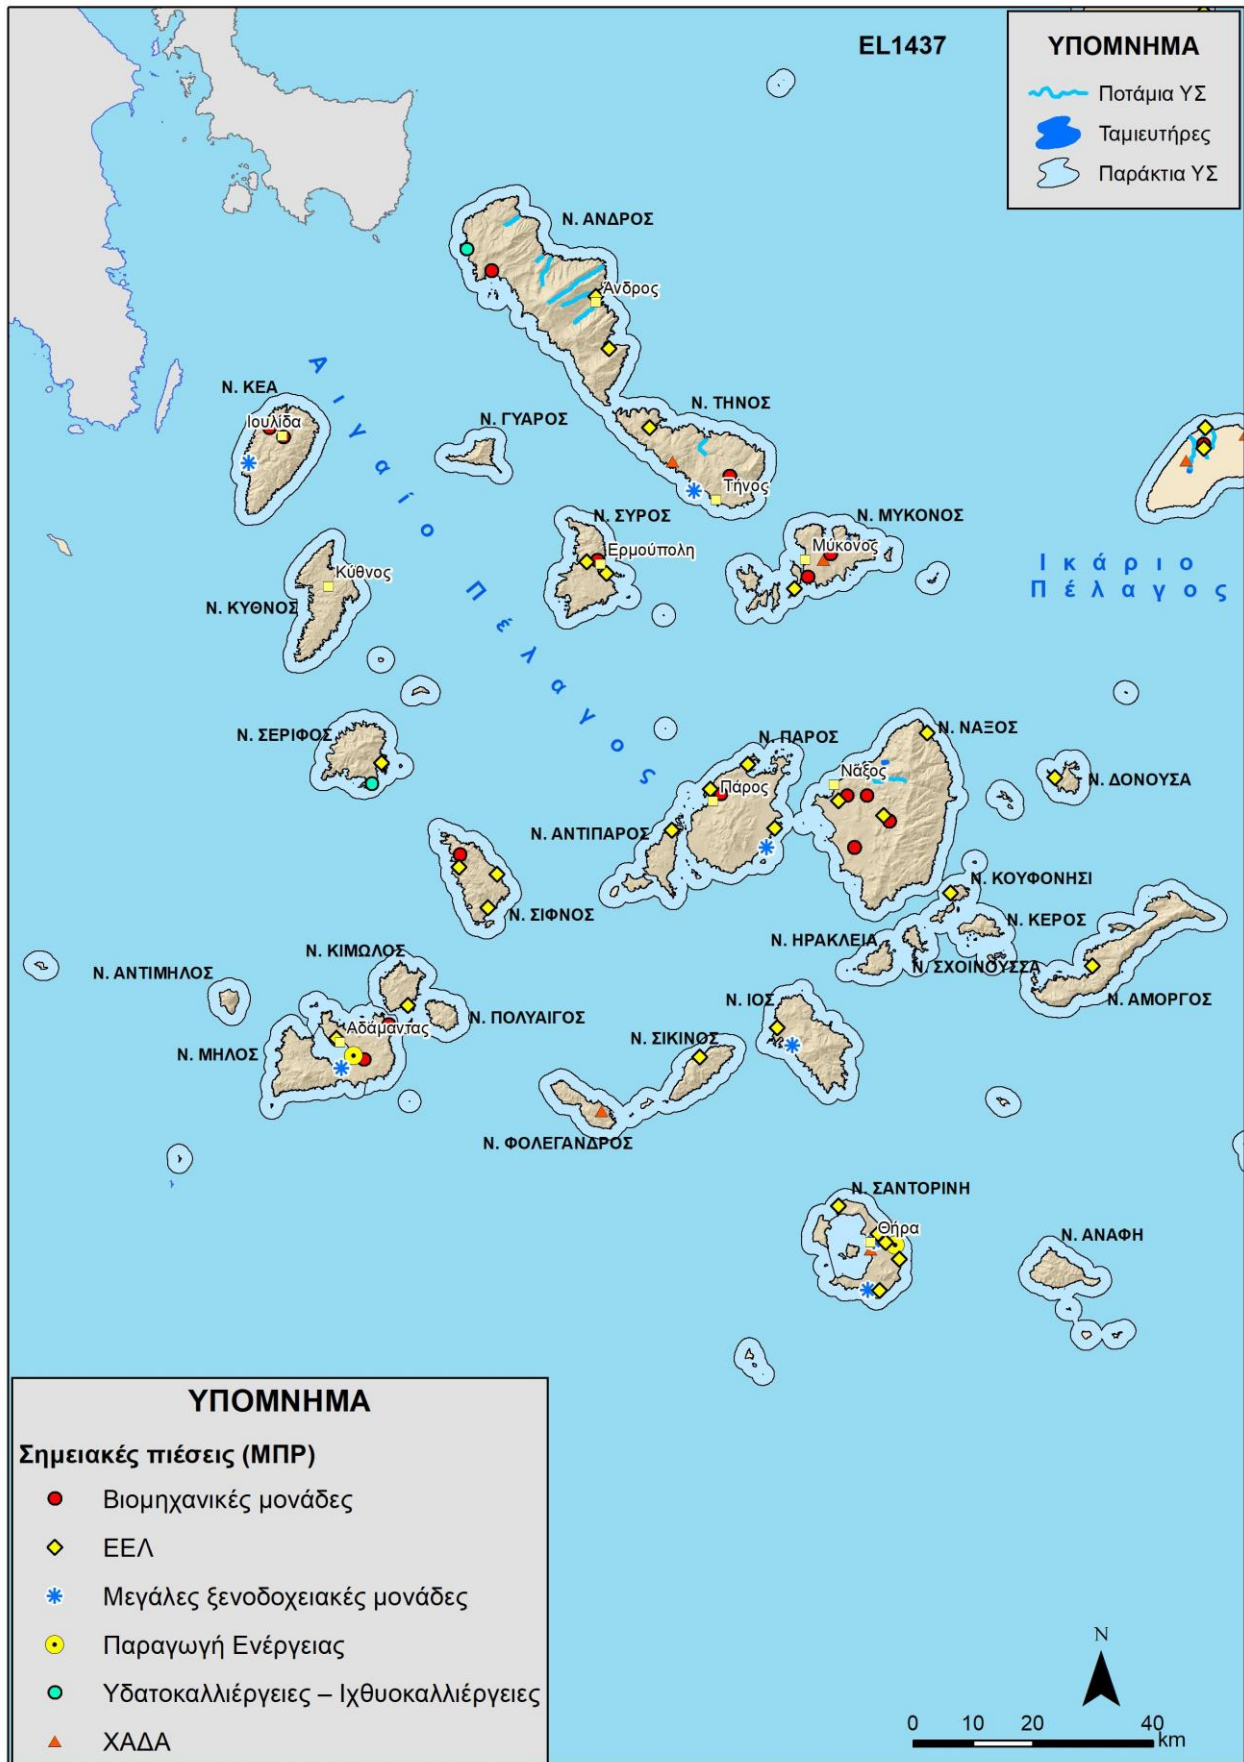 EL1437
ΥΠΟΜΝΗΜΑ
Ποτάμια ΥΣ
Ταμιευτήρες
Παράκτια ΥΣ
Ν. ΑΝΔΡΟΣ
Άνδρος
Αιγαίο Πέλαγος
Ν. ΚΕΑ
Ιουλίδα
Ν. ΓΥΑΡΟΣ
Ν. ΤΗΝΟΣ
Τήνος
Ν. ΣΥΡΟΣ
Ερμούπολη
Ν. ΜΥΚΟΝΟΣ
Μύκονος
Ικάριο
Πέλαγος
Κύθνος
Ν. ΚΥΘΝΟΣ
Ν. ΣΕΡΙΦΟΣ
Ν. ΠΑΡΟΣ
Πάρος
Ν. ΝΑΞΟΣ
Νάξος
Ν. ΔΟΝΟΥΣΑ
Ν. ΑΝΤΙΠΑΡΟΣ
Ν. ΣΙΦΝΟΣ
Ν. ΚΟΥΦΟΝΗΣΙ
Ν. ΚΕΡΟΣ
Ν. ΗΡΑΚΛΕΙΑ
Ν. ΣΧΟΙΝΟΥΣΣΑ
Ν. ΑΜΟΡΓΟΣ
Ν. ΚΙΜΩΛΟΣ
Ν. ΑΝΤΙΜΗΛΟΣ
Ν. ΠΟΛΥΑΙΓΟΣ
Αδάμαντας
Ν. ΜΗΛΟΣ
Ν. ΙΟΣ
Ν. ΣΙΚΙΝΟΣ
Ν. ΦΟΛΕΓΑΝΔΡΟΣ
Ν. ΣΑΝΤΟΡΙΝΗ
Θήρα
Ν. ΑΝΑΦΗ
ΥΠΟΜΝΗΜΑ
Σημειακές πιέσεις (ΜΠΡ)
Βιομηχανικές μονάδες
ΕΕΛ
Μεγάλες ξενοδοχειακές μονάδες
Παραγωγή Ενέργειας
Υδατοκαλλιέργειες – Ιχθυοκαλλιέργειες
ΧΑΔΑ
N
0 10 20 40
km